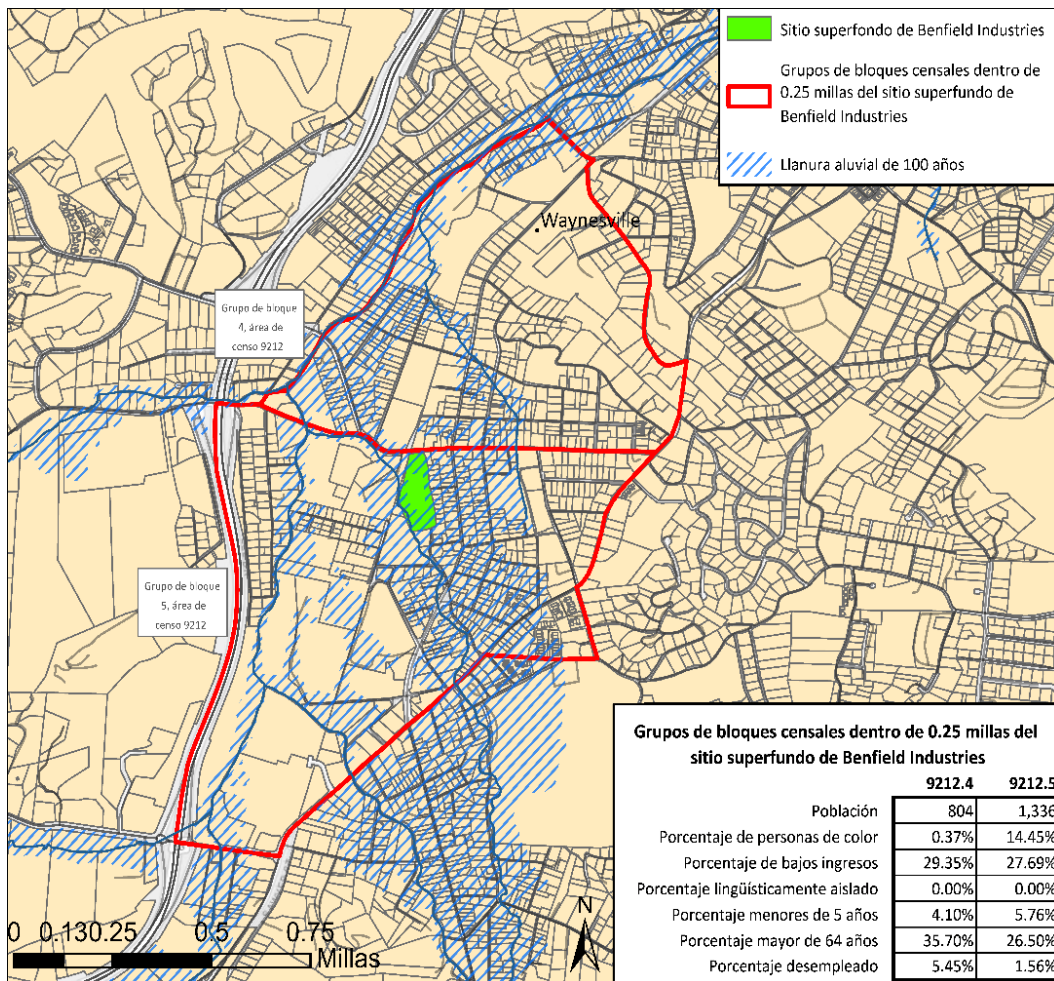 Sitio superfondo de Benfield Industries
Grupos de bloques censales dentro de
0.25 millas del sitio superfundo de
Benfield Industries
Llanura aluvial de 100 años
Waynesville
Grupo de bloque
4, área de
censo 9212
Grupo de bloque
5, área de
censo 9212
Grupos de bloques censales dentro de 0.25 millas del
sitio superfundo de Benfield Industries
9212.4 9212.5
Población 804 1,336
Porcentaje de personas de color 0.37% 14.45%
Porcentaje de bajos ingresos 29.35% 27.69%
Porcentaje lingüísticamente aislado 0.00% 0.00%
Porcentaje menores de 5 años 4.10% 5.76%
Porcentaje mayor de 64 años 35.70% 26.50%
Porcentaje desempleado 5.45% 1.56%
N
0 0.130.25 0.5 0.75
Millas